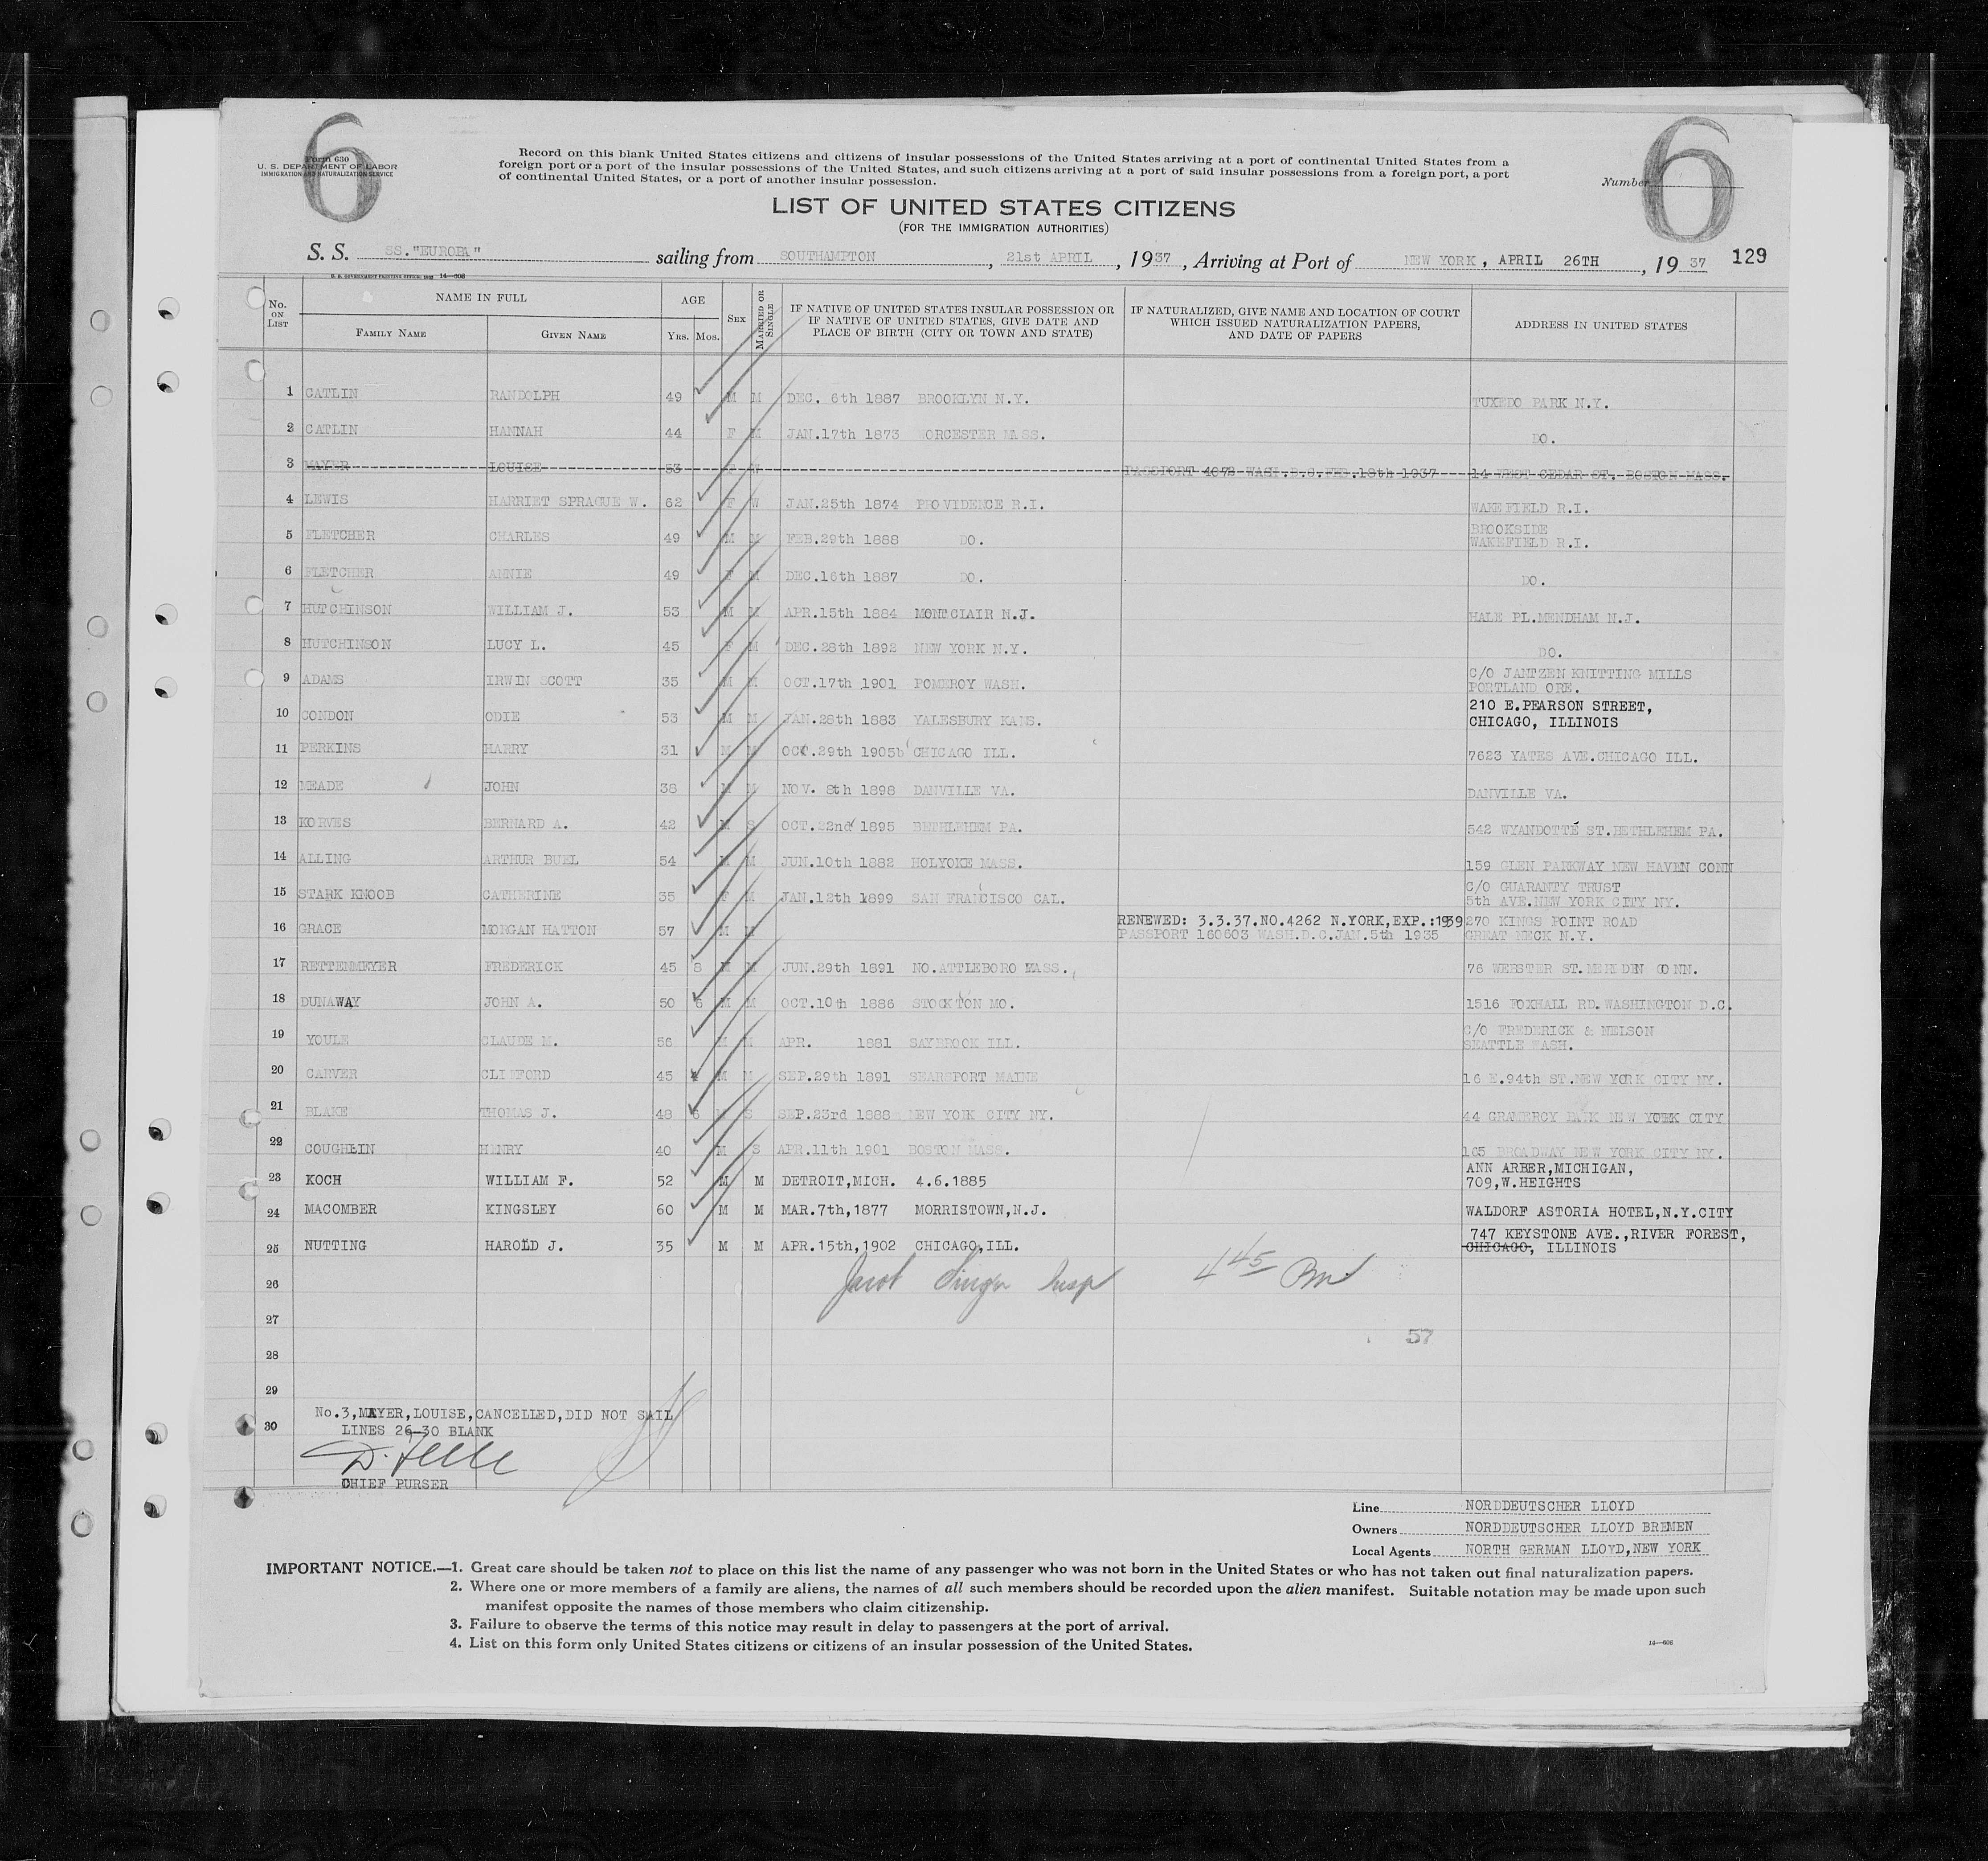 6
6
Form 630
U. S. DEPARTMENT OF LABOR
IMMIGRATION AND NATURALIZATION SERVICE
Record on this blank United States citizens and citizens of insular possessions of the United States arriving at a port of continental United States from a
foreign port or a port of the insular possessions of the United States, and such citizens arriving at a port of said insular possessions from a foreign port, a port
of continental United States, or a port of another insular possession.
Number
LIST OF UNITED STATES CITIZENS
(FOR THE IMMIGRATION AUTHORITIES)
S. S. SS."EUROPA" sailing from SOUTHAMPTON, 21st APRIL, 1937, Arriving at Port of NEW YORK, APRIL 26TH, 1937 129
U. S. GOVERNMENT PRINTING OFFICE: 1932 14—608
No. ON LIST NAME IN FULL FAMILY NAME GIVEN NAME AGE YRS. MOS. SEX MARRIED OR SINGLE IF NATIVE OF UNITED STATES INSULAR POSSESSION OR IF NATIVE OF UNITED STATES, GIVE DATE AND PLACE OF BIRTH (CITY OR TOWN AND STATE) IF NATURALIZED, GIVE NAME AND LOCATION OF COURT WHICH ISSUED NATURALIZATION PAPERS, AND DATE OF PAPERS ADDRESS IN UNITED STATES
1 CATLIN RANDOLPH 49 M M DEC. 6th 1887 BROOKLYN N.Y. TUXEDO PARK N.Y.
2 CATLIN HANNAH 44 F M JAN.17th 1873 WORCESTER MASS. DO.
3 MAYER LOUISE 53 F W PASSPORT 4078 WASH.D.C.FEB.18th 1937 14 WEST CEDAR ST. BOSTON MASS.
4 LEWIS HARRIET SPRAGUE W. 62 F W JAN.25th 1874 PROVIDENCE R.I. WAKEFIELD R.I.
5 FLETCHER CHARLES 49 M M FEB.29th 1888 DO. BROOKSIDE
WAKEFIELD R.I.
6 FLETCHER ANNIE 49 F M DEC.16th 1887 DO. DO.
7 HUTCHINSON WILLIAM J. 53 M M APR.15th 1884 MONTCLAIR N.J. HALE PL.MENDHAM N.J.
8 HUTCHINSON LUCY L. 45 F M DEC.28th 1892 NEW YORK N.Y. DO.
9 ADAMS IRWIN SCOTT 35 M M OCT.17th 1901 POMEROY WASH. C/O JANTZEN KNITTING MILLS
PORTLAND ORE.
10 CONDON ODIE 53 M M JAN.28th 1883 YALESBURY KANS. 210 E.PEARSON STREET,
CHICAGO, ILLINOIS
11 PERKINS HARRY 31 M M OCT.29th 1905 CHICAGO ILL. 7623 YATES AVE.CHICAGO ILL.
12 MEADE JOHN 38 M M NOV. 8th 1898 DANVILLE VA. DANVILLE VA.
13 KORVES BERNARD A. 42 M S OCT.22nd 1895 BETHLEHEM PA. 542 WYANDOTTE ST.BETHLEHEM PA.
14 ALLING ARTHUR BUEL 54 M M JUN.10th 1882 HOLYOKE MASS. 159 GLEN PARKWAY NEW HAVEN CONN
15 STARK KNOOB CATHERINE 35 F M JAN.12th 1899 SAN FRANCISCO CAL. C/O GUARANTY TRUST
5th AVE.NEW YORK CITY NY.
16 GRACE MORGAN HATTON 57 M M RENEWED: 3.3.37.NO.4262 N.YORK,EXP.:1939 270 KINGS POINT ROAD
PASSPORT 160603 WASH.D.C.JAN.5th 1935 GREAT NECK N.Y.
17 RETTENMEYER FREDERICK 45 8 M M JUN.29th 1891 NO.ATTLEBORO MASS. 76 WEBSTER ST.MERIDEN CONN.
18 DUNAWAY JOHN A. 50 6 M M OCT.10th 1886 STOCKTON MO. 1516 FOXHALL RD.WASHINGTON D.C.
19 YOULE CLAUDE M. 56 M M APR. 1881 SAYBROOK ILL. C/O FREDERICK & NELSON
SEATTLE WASH.
20 CARVER CLIFFORD 45 4 M M SEP.29th 1891 SEARSPORT MAINE 16 E.94th ST.NEW YORK CITY NY.
21 BLAKE THOMAS J. 48 6 M S SEP.23rd 1888 NEW YORK CITY NY. 44 GRAMERCY PARK NEW YORK CITY
22 COUGHLIN HENRY 40 M S APR.11th 1901 BOSTON MASS. 165 BROADWAY NEW YORK CITY NY.
23 KOCH WILLIAM F. 52 M M DETROIT,MICH. 4.6.1885 ANN ARBER,MICHIGAN,
709,W.HEIGHTS
24 MACOMBER KINGSLEY 60 M M MAR.7th,1877 MORRISTOWN,N.J. WALDORF ASTORIA HOTEL,N.Y.CITY
25 NUTTING HAROLD J. 35 M M APR.15th,1902 CHICAGO,ILL. 747 KEYSTONE AVE.,RIVER FOREST,
CHICAGO, ILLINOIS
26 Jacob Singer Insp 4 45 Pm
27
57
28
29
No.3,MAYER,LOUISE,CANCELLED,DID NOT SAIL
30 LINES 26-30 BLANK
CHIEF PURSER
Line NORDDEUTSCHER LLOYD
Owners NORDDEUTSCHER LLOYD BREMEN
Local Agents NORTH GERMAN LLOYD,NEW YORK
IMPORTANT NOTICE.—1. Great care should be taken not to place on this list the name of any passenger who was not born in the United States or who has not taken out final naturalization papers.
2. Where one or more members of a family are aliens, the names of all such members should be recorded upon the alien manifest. Suitable notation may be made upon such
manifest opposite the names of those members who claim citizenship.
3. Failure to observe the terms of this notice may result in delay to passengers at the port of arrival.
4. List on this form only United States citizens or citizens of an insular possession of the United States.
14—608